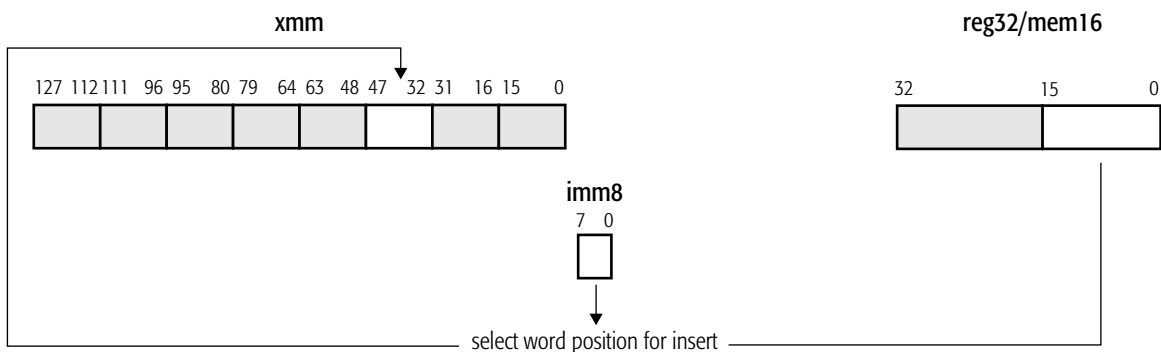 xmm reg32/mem16
127 112 111 96 95 80 79 64 63 48 47 32 31 16 15 0 32 15 0
imm8
7 0
select word position for insert